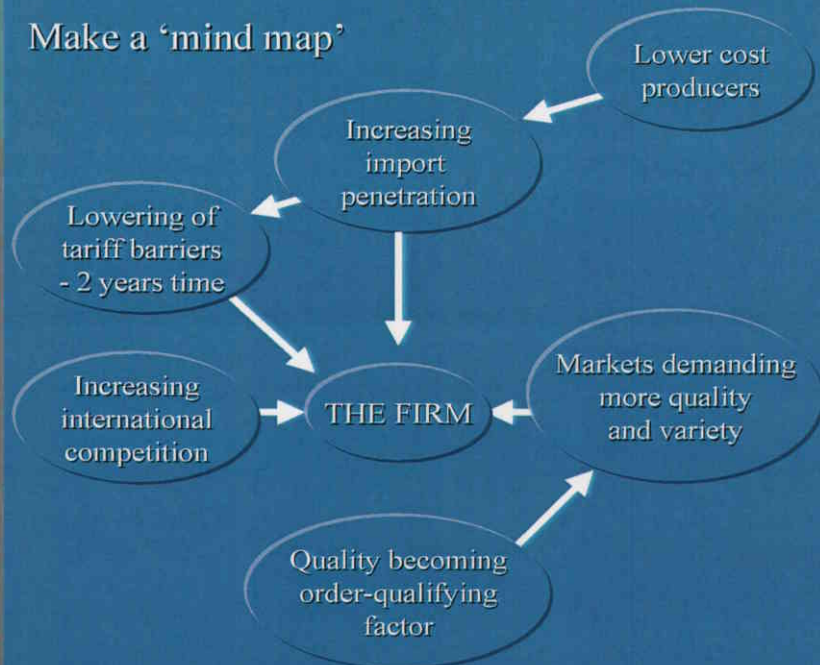 Make a ‘mind map’
Lower cost
producers
Increasing
import
penetration
Lowering of
tariff barriers
- 2 years time
Increasing
international
competition
THE FIRM
Markets demanding
more quality
and variety
Quality becoming
order-qualifying
factor